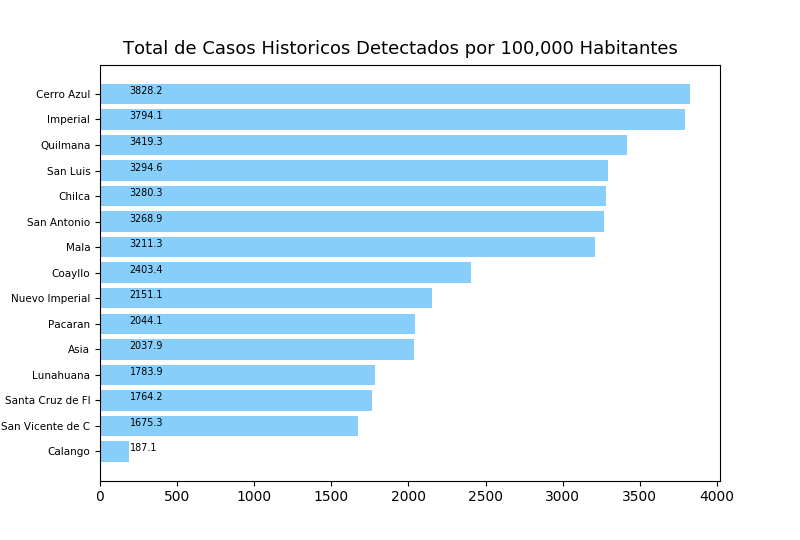 Total de Casos Historicos Detectados por 100,000 Habitantes
Cerro Azul 3828.2
Imperial 3794.1
Quilmana 3419.3
San Luis 3294.6
Chilca 3280.3
San Antonio 3268.9
Mala 3211.3
Coayllo 2403.4
Nuevo Imperial 2151.1
Pacaran 2044.1
Asia 2037.9
Lunahuana 1783.9
Santa Cruz de Fl 1764.2
San Vicente de C 1675.3
Calango 187.1
0 500 1000 1500 2000 2500 3000 3500 4000